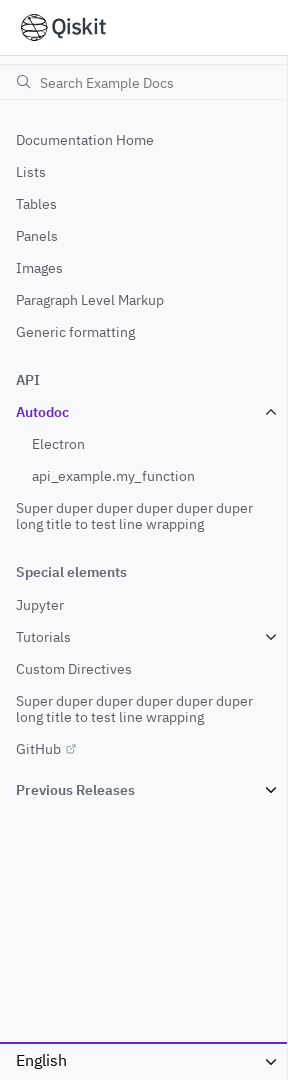 Qiskit
Search Example Docs
Documentation Home
Lists
Tables
Panels
Images
Paragraph Level Markup
Generic formatting
API
Autodoc
Electron
api_example.my_function
Super duper duper duper duper duper
long title to test line wrapping
Special elements
Jupyter
Tutorials
Custom Directives
Super duper duper duper duper duper
long title to test line wrapping
GitHub
Previous Releases
English